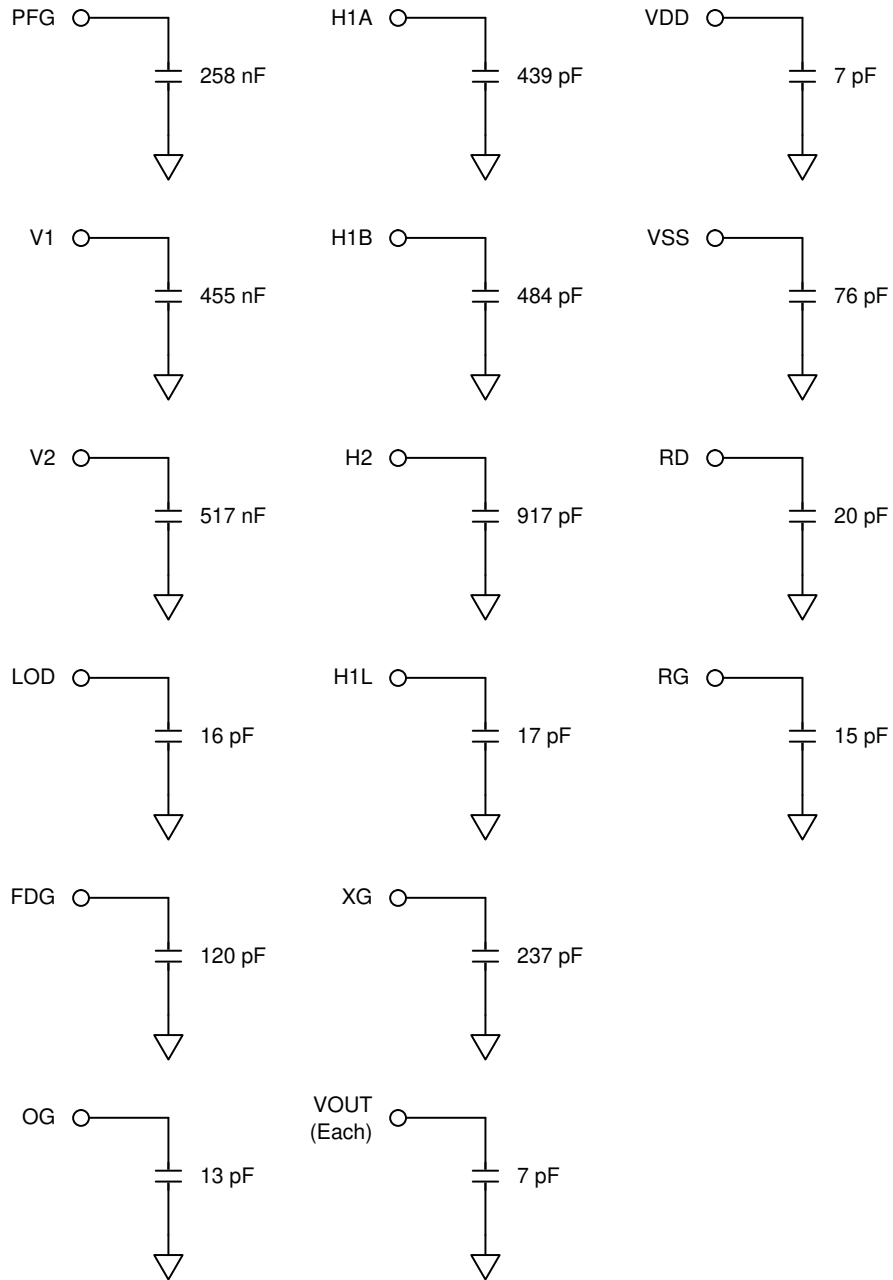 PFG
258 nF
H1A
439 pF
VDD
7 pF
V1
455 nF
H1B
484 pF
VSS
76 pF
V2
517 nF
H2
917 pF
RD
20 pF
LOD
16 pF
H1L
17 pF
RG
15 pF
FDG
120 pF
XG
237 pF
OG
13 pF
VOUT
(Each)
7 pF